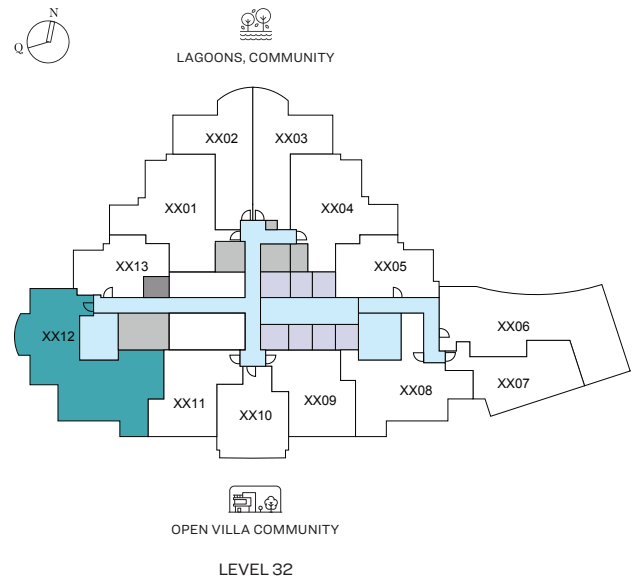 N
Q
LAGOONS, COMMUNITY
XX02
XX03
XX01
XX04
XX13
XX05
XX12
XX06
XX07
XX08
XX11
XX09
XX10
OPEN VILLA COMMUNITY
LEVEL 32